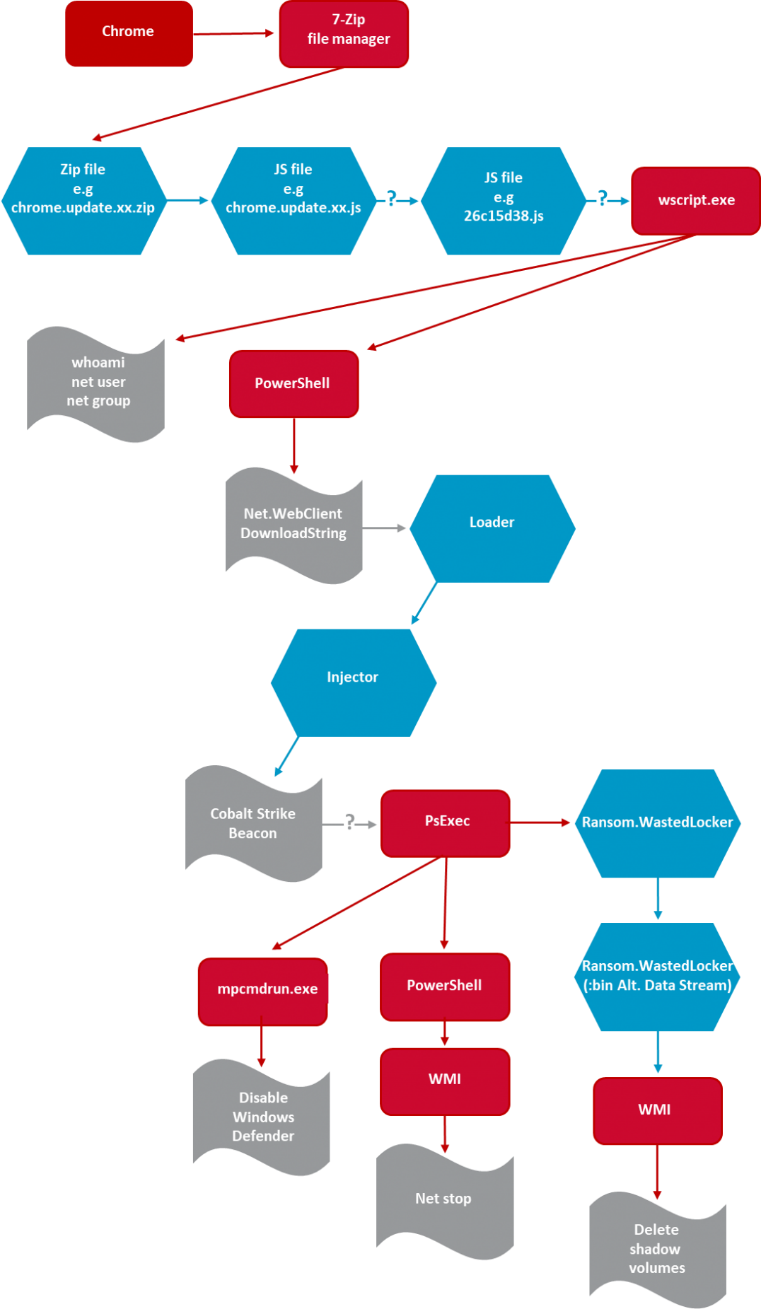 Chrome
7-Zip
file manager
Zip file
e.g
chrome.update.xx.zip
JS file
e.g
chrome.update.xx.js
?
JS file
e.g
26c15d38.js
?
wscript.exe
whoami
net user
net group
PowerShell
Net.WebClient
DownloadString
Loader
Injector
Cobalt Strike
Beacon
?
PsExec
Ransom.WastedLocker
Ransom.WastedLocker
(:bin Alt. Data Stream)
mpcmdrun.exe
PowerShell
WMI
WMI
Disable
Windows
Defender
Net stop
Delete
shadow
volumes